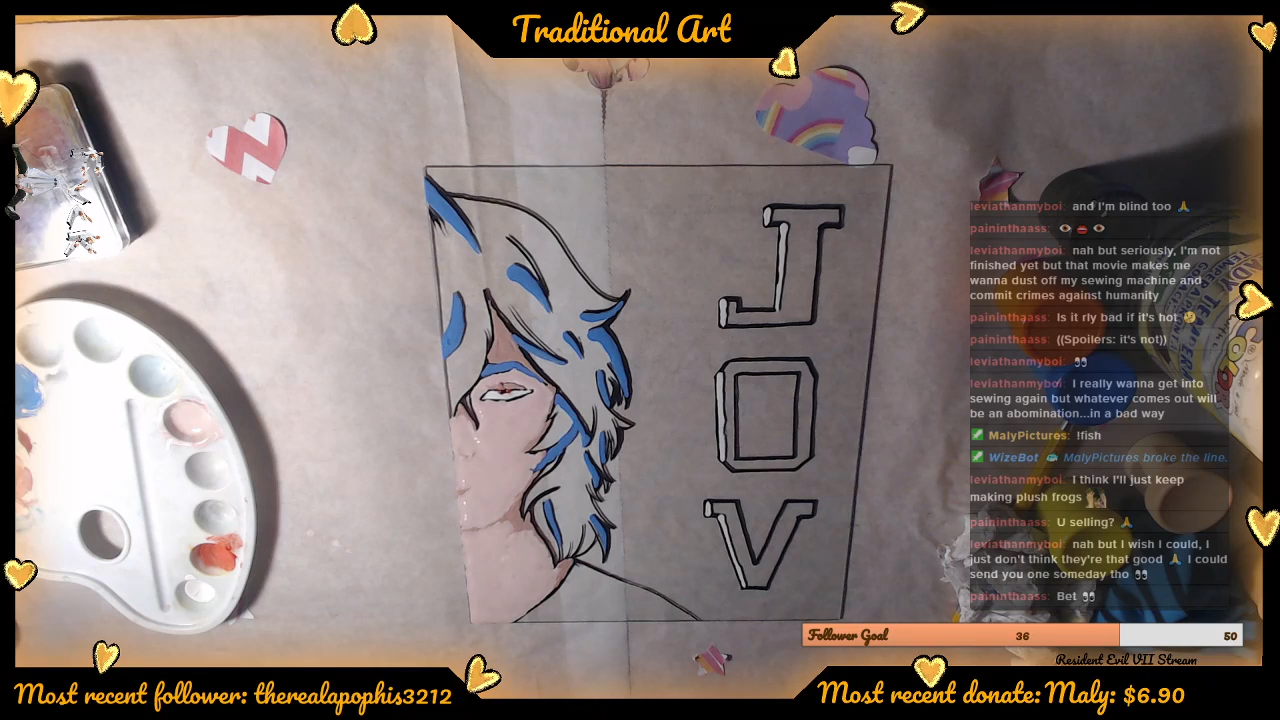 Traditional Art
J
O
V
leviathanmyboi: and I'm blind too 🙏
paininthaass: 👁 👄 👁
leviathanmyboi: nah but seriously, I'm not
finished yet but that movie makes me
wanna dust off my sewing machine and
commit crimes against humanity
paininthaass: Is it rly bad if it's hot
paininthaass: ((Spoilers: it's not))
leviathanmyboi: 👀
leviathanmyboi: I really wanna get into
sewing again but whatever comes out will
be an abomination...in a bad way
MalyPictures: !fish
WizeBot MalyPictures broke the line.
leviathanmyboi: I think I'll just keep
making plush frogs
paininthaass: U selling? 🙏
leviathanmyboi: nah but I wish I could, I
just don't think they're that good 🙏 I could
send you one someday tho 👀
paininthaass: Bet 👀
Follower Goal 36 50
Resident Evil VII Stream
Most recent follower: therealapophis3212
Most recent donate: Maly: $6.90